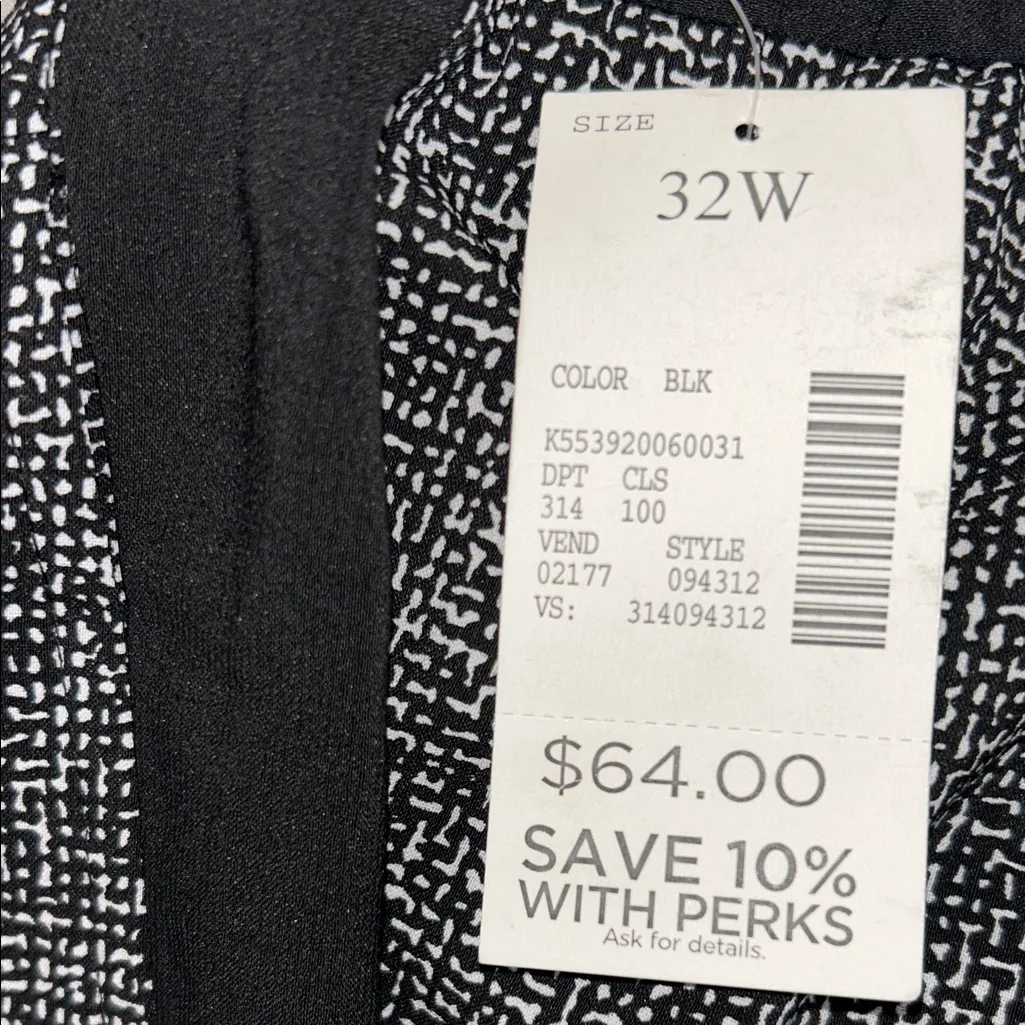 SIZE
32W
COLOR BLK
K553920060031
DPT CLS
314 100
VEND STYLE
02177 094312
VS: 314094312
$64.00
SAVE 10%
WITH PERKS
Ask for details.